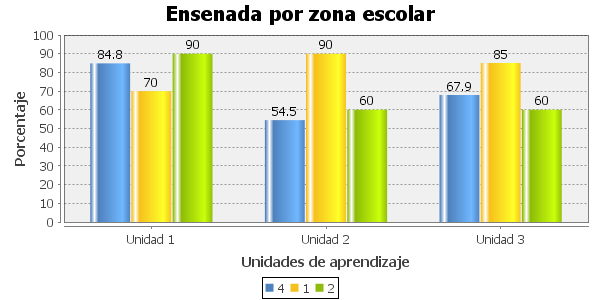 Ensenada por zona escolar
Porcentaje
100
90
80
70
60
50
40
30
20
10
0
84.8
70
90
54.5
90
60
67.9
85
60
Unidad 1
Unidad 2
Unidad 3
Unidades de aprendizaje
4 1 2